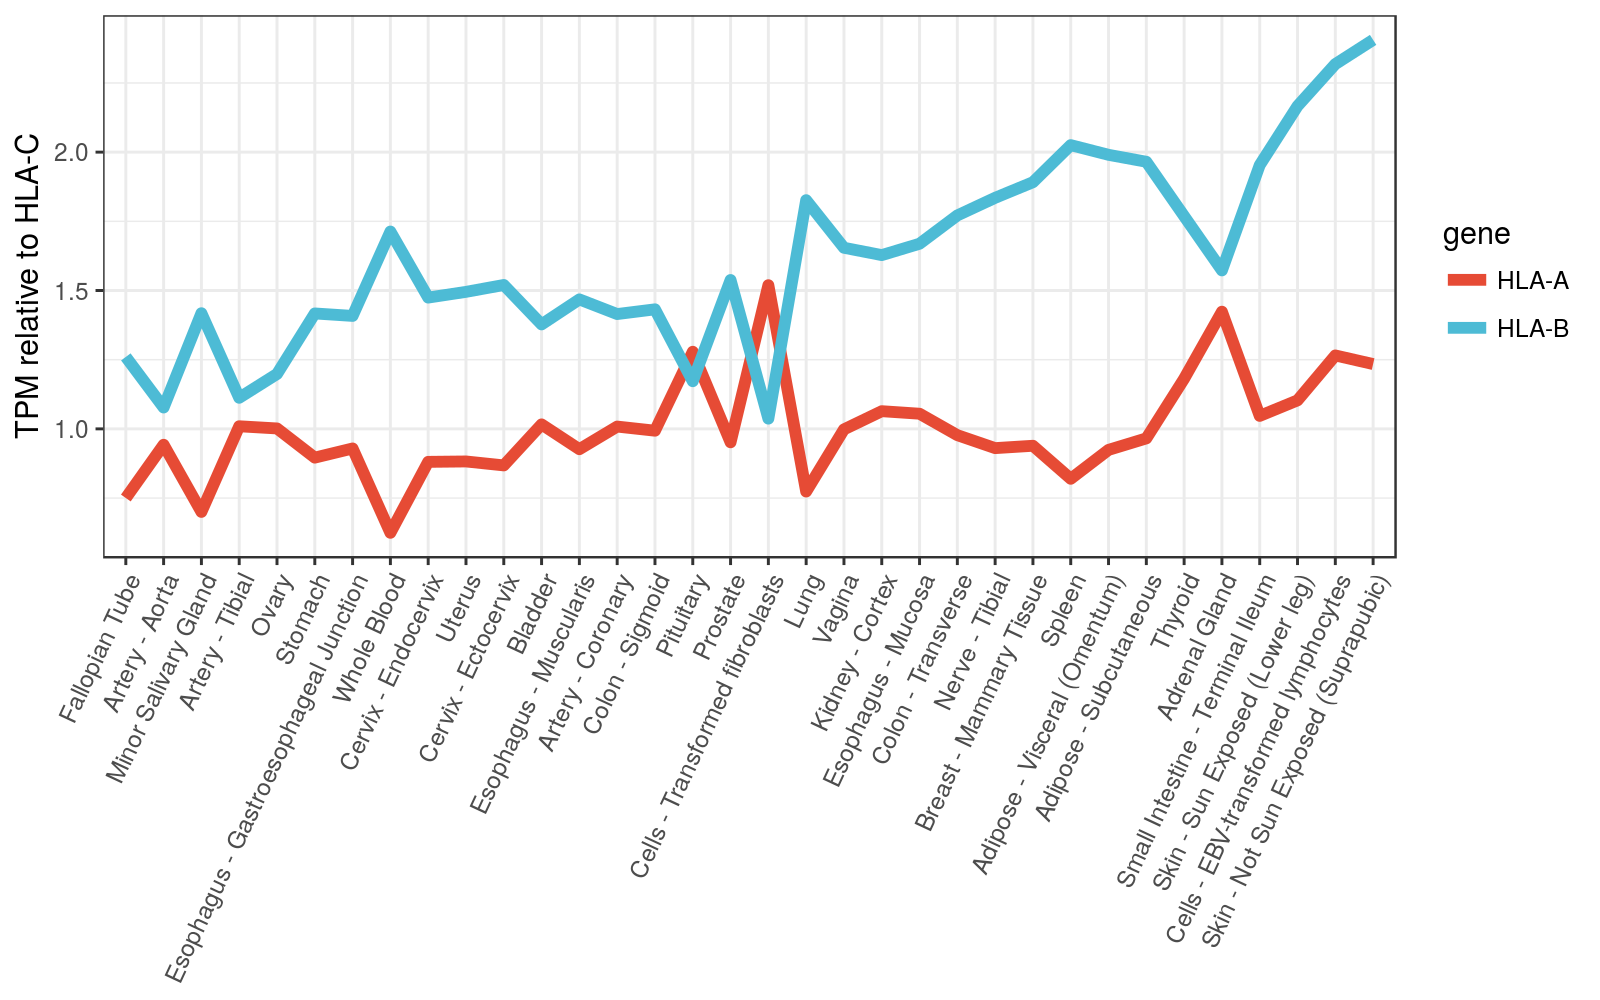 TPM relative to HLA-C
2.0
1.5
1.0
Fallopian Tube
Artery - Aorta
Minor Salivary Gland
Artery - Tibial
Ovary
Stomach
Esophagus - Gastroesophageal Junction
Whole Blood
Cervix - Endocervix
Uterus
Cervix - Ectocervix
Bladder
Esophagus - Muscularis
Artery - Coronary
Colon - Sigmoid
Pituitary
Prostate
Cells - Transformed fibroblasts
Lung
Vagina
Kidney - Cortex
Esophagus - Mucosa
Colon - Transverse
Nerve - Tibial
Breast - Mammary Tissue
Spleen
Adipose - Visceral (Omentum)
Adipose - Subcutaneous
Thyroid
Adrenal Gland
Small Intestine - Terminal Ileum
Skin - Sun Exposed (Lower leg)
Cells - EBV-transformed lymphocytes
Skin - Not Sun Exposed (Suprapubic)
gene
HLA-A
HLA-B